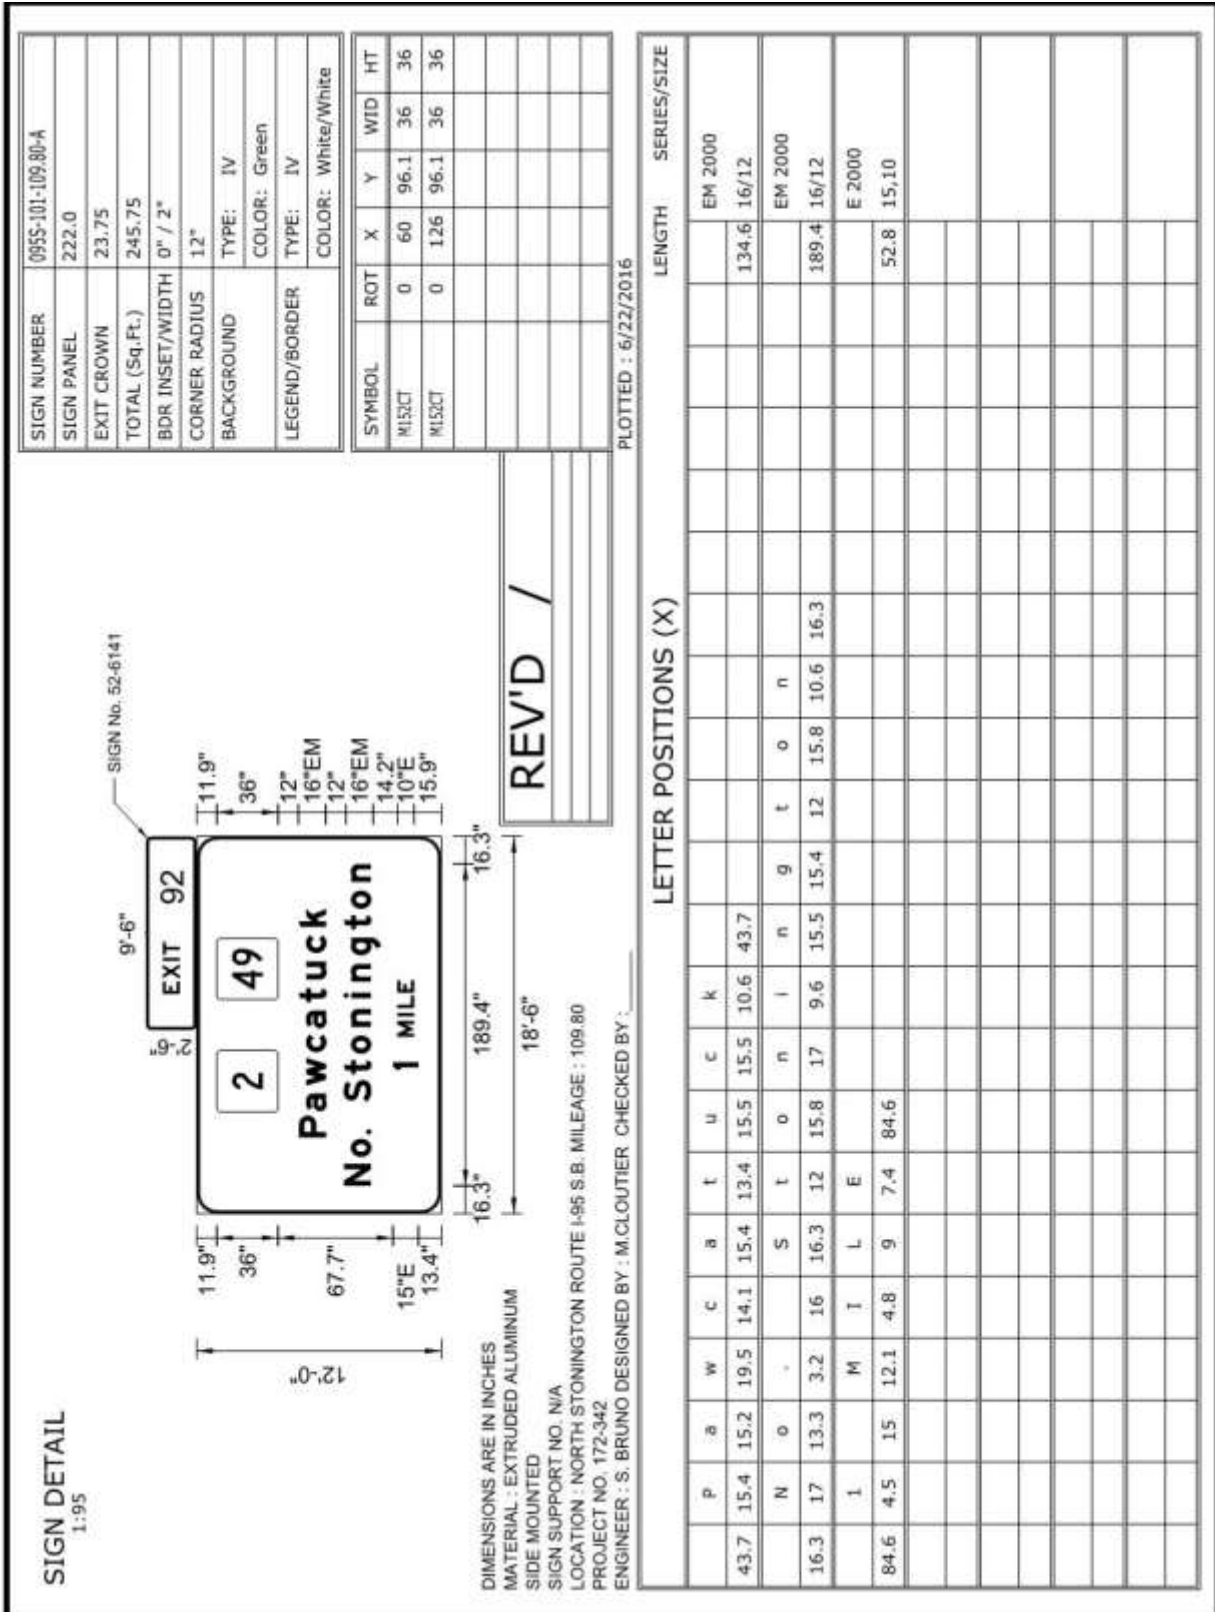 SIGN DETAIL
1:95
SIGN NUMBER 095S-101-109.80-A
SIGN PANEL 222.0
EXIT CROWN 23.75
TOTAL (Sq.Ft.) 245.75
BDR INSET/WIDTH 0" / 2"
CORNER RADIUS 12"
BACKGROUND TYPE: IV
COLOR: Green
LEGEND/BORDER TYPE: IV
COLOR: White/White
SYMBOL ROT X Y WID HT
M152CT 0 60 96.1 36 36
M152CT 0 126 96.1 36 36
SIGN No. 52-6141
9'-6"
2'-6"
EXIT 92
2 49
Pawcatuck
No. Stonington
1 MILE
11.9"
36"
67.7"
15"E
13.4"
12'-0"
11.9"
36"
12"
16"EM
12"
16"EM
14.2"
10"E
15.9"
16.3" 189.4" 16.3"
18'-6"
REV'D /
DIMENSIONS ARE IN INCHES
MATERIAL : EXTRUDED ALUMINUM
SIDE MOUNTED
SIGN SUPPORT NO. N/A
LOCATION : NORTH STONINGTON ROUTE I-95 S.B. MILEAGE : 109.80
PROJECT NO. 172-342
ENGINEER : S. BRUNO DESIGNED BY : M.CLOUTIER CHECKED BY :
PLOTTED : 6/22/2016
LETTER POSITIONS (X) LENGTH SERIES/SIZE
P a w c a t u c k EM 2000
43.7 15.4 15.2 19.5 14.1 15.4 13.4 15.5 15.5 10.6 43.7 134.6 16/12
N o . S t o n i n g t o n EM 2000
16.3 17 13.3 3.2 16 16.3 12 15.8 17 9.6 15.5 15.4 12 15.8 10.6 16.3 189.4 16/12
1 M I L E E 2000
84.6 4.5 15 12.1 4.8 9 7.4 84.6 52.8 15,10